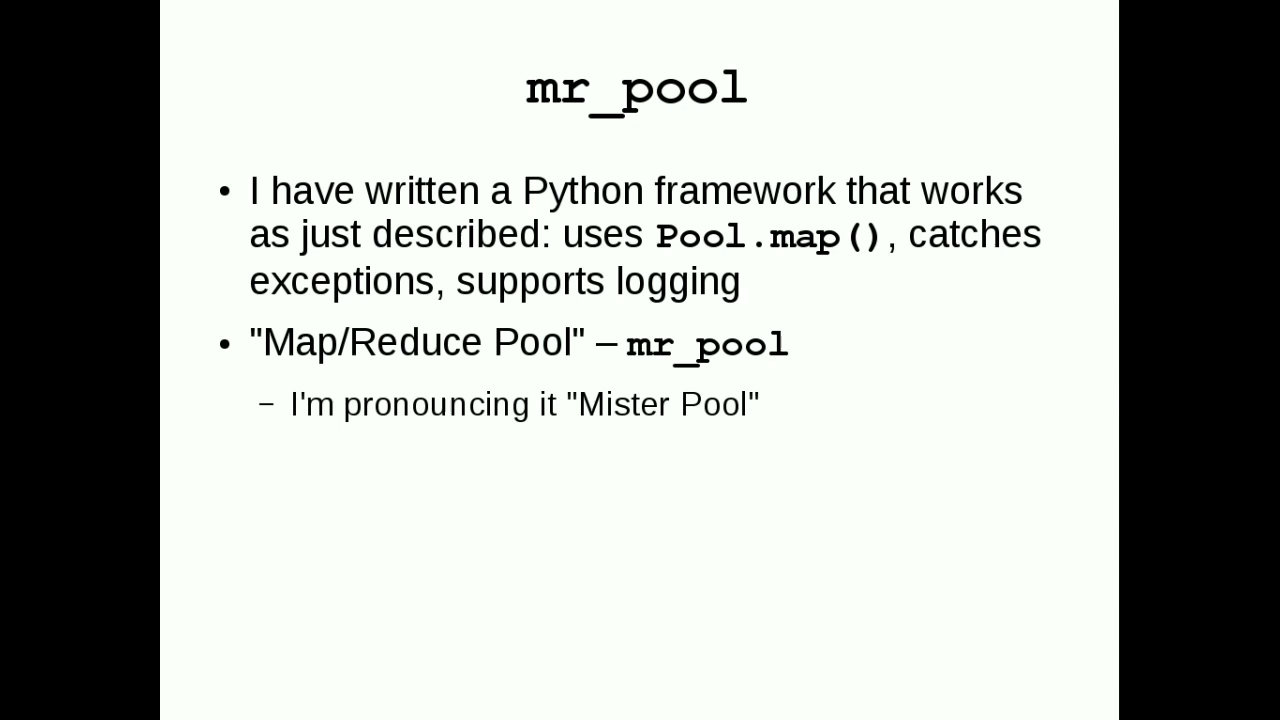 mr_pool
• I have written a Python framework that works
as just described: uses Pool.map(), catches
exceptions, supports logging
• "Map/Reduce Pool" – mr_pool
– I'm pronouncing it "Mister Pool"